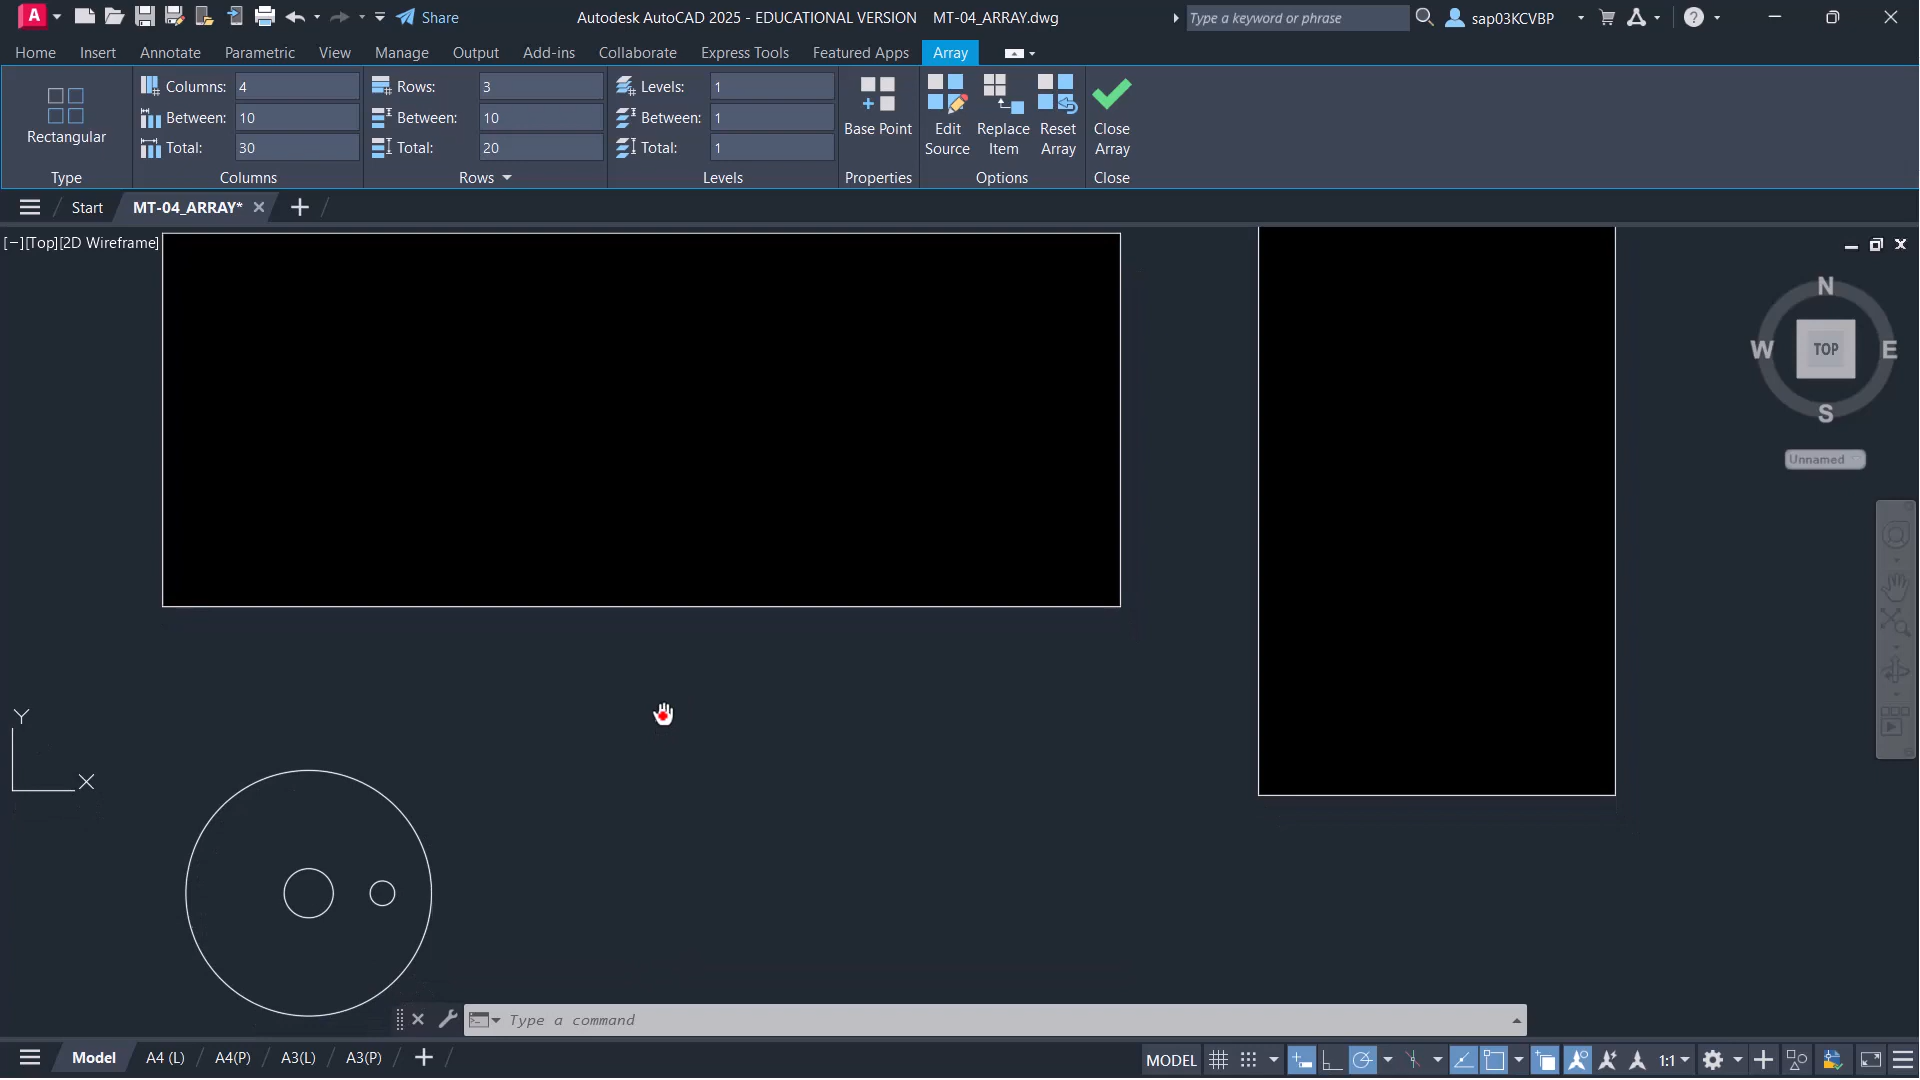 A Share Autodesk AutoCAD 2025 - EDUCATIONAL VERSION MT-04_ARRAY.dwg Type a keyword or phrase sap03KCVBP
Home Insert Annotate Parametric View Manage Output Add-ins Collaborate Express Tools Featured Apps Array
Columns: 4 Rows: 3 Levels: 1
Between: 10 Between: 10 Between: 1
Total: 30 Total: 20 Total: 1
Rectangular Base Point Edit Source Replace Item Reset Array Close Array
Type Columns Rows Levels Properties Options Close
Start MT-04_ARRAY*
[−][Top][2D Wireframe]
N
W TOP E
S
Unnamed
Y
X
Type a command
Model A4 (L) A4(P) A3(L) A3(P) MODEL 1:1